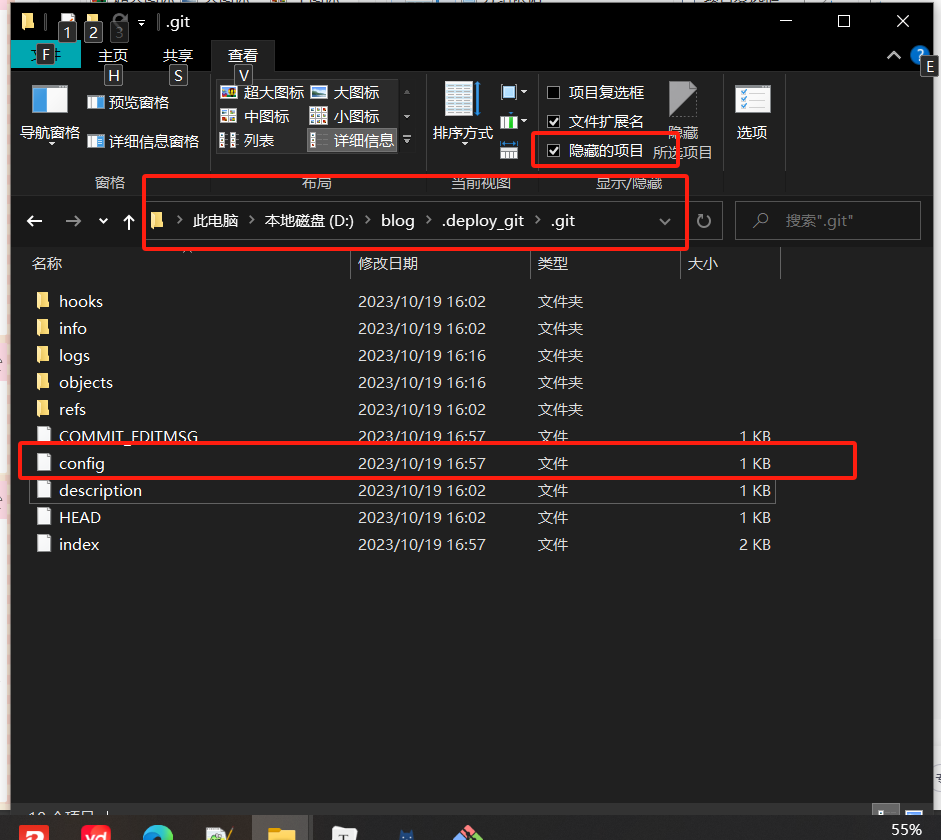 .git
1 2 3
F
主页 共享 查看
H S V E
导航窗格
预览窗格
详细信息窗格
超大图标 大图标
中图标 小图标
列表 详细信息
排序方式
项目复选框
文件扩展名
隐藏的项目
隐藏
所选项目
选项
窗格 布局 当前视图 显示/隐藏
此电脑 本地磁盘 (D:) blog .deploy_git .git
搜索".git"
名称 修改日期 类型 大小
hooks 2023/10/19 16:02 文件夹
info 2023/10/19 16:02 文件夹
logs 2023/10/19 16:16 文件夹
objects 2023/10/19 16:16 文件夹
refs 2023/10/19 16:02 文件夹
COMMIT_EDITMSG 2023/10/19 16:57 文件 1 KB
config 2023/10/19 16:57 文件 1 KB
description 2023/10/19 16:02 文件 1 KB
HEAD 2023/10/19 16:02 文件 1 KB
index 2023/10/19 16:57 文件 2 KB
yd
T
55%